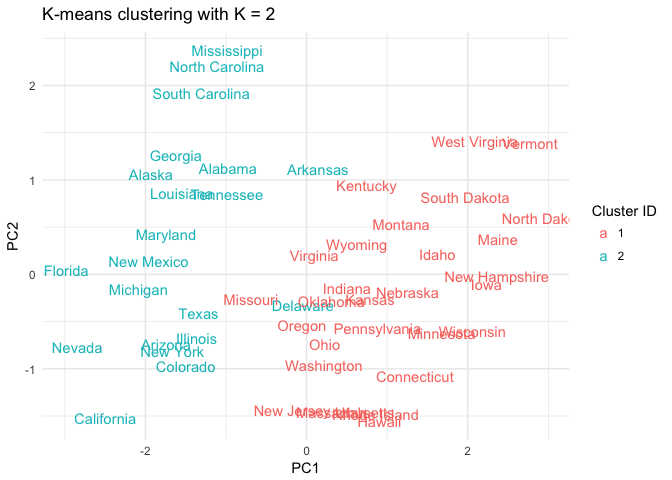 K-means clustering with K = 2
Mississippi
North Carolina
2
South Carolina
West Virginia
Vermont
Georgia
Alabama
Arkansas
Alaska
1
Kentucky
Louisiana
Tennessee
South Dakota
North Dak
Montana
Maryland
Maine
Wyoming
Virginia
Idaho
New Mexico
Florida
0
New Hampshire
Iowa
Michigan
Indiana
Nebraska
Missouri
Oklahoma
Kansas
Delaware
Texas
Oregon
Pennsylvania
Minnesota
Wisconsin
Illinois
Arizona
Ohio
Nevada
New York
Colorado
Washington
-1
Connecticut
New Jersey
Rhode Island
California
Hawaii
-2
0
2
PC1
PC2
Cluster ID
a 1
a 2